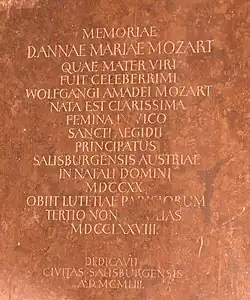 MEMORIAE
D. ANNAE MARIAE MOZART
QUAE MATER VIRI
FUIT CELEBERRIMI
WOLFGANGI AMADEI MOZART
NATA EST CLARISSIMA
FEMINA IN VICO
SANCTI AEGIDII
PRINCIPATUS
SALISBURGENSIS AUSTRIAE
IN NATALI DOMINI
MDCCXX.
OBIIT LUTETIAE PARISIORUM
TERTIO NON
MDCCLXXVIII.
DEDICAVIT
CIVITAS SALISBURGENSIS
A.D. MCMLIII.